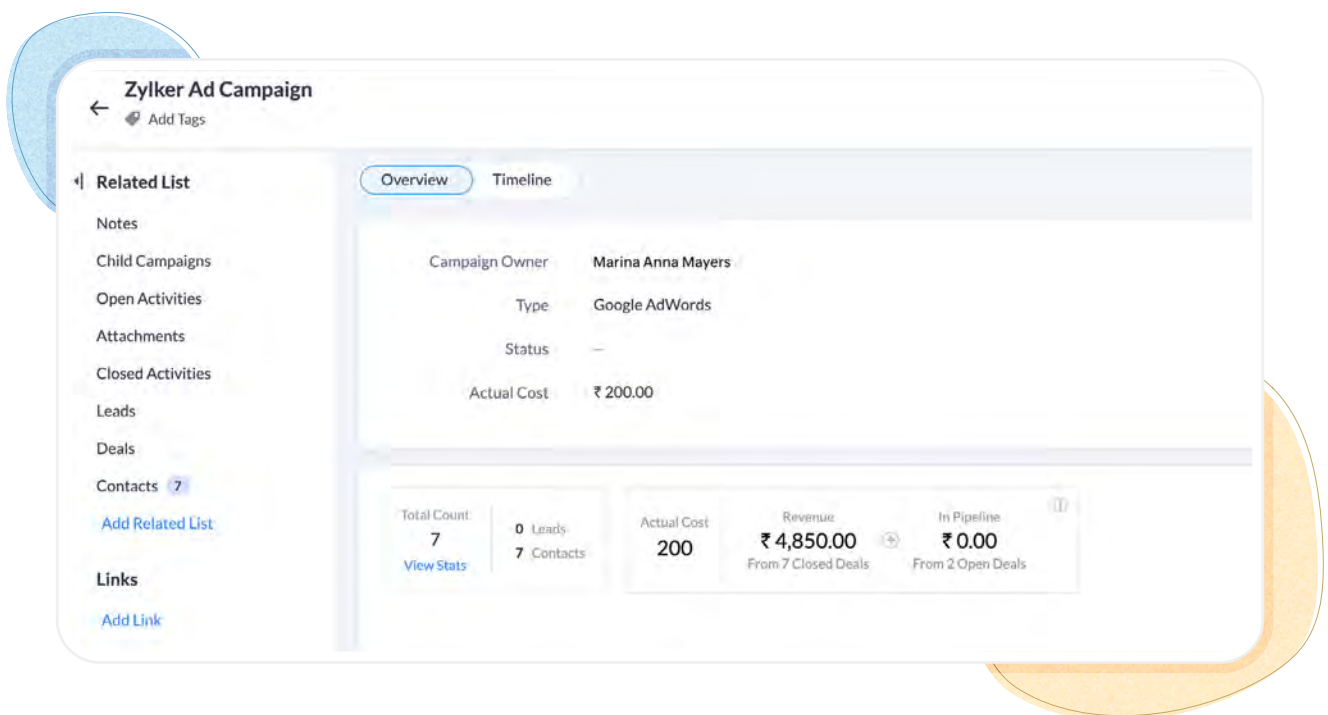 Zylker Ad Campaign
Add Tags
Related List
Notes
Child Campaigns
Open Activities
Attachments
Closed Activities
Leads
Deals
Contacts 7
Add Related List
Links
Add Link
Overview Timeline
Campaign Owner Marina Anna Mayers
Type Google AdWords
Status —
Actual Cost ₹ 200.00
Total Count
7
View Stats
0 Leads
7 Contacts
Actual Cost
200
Revenue
₹ 4,850.00
From 7 Closed Deals
In Pipeline
₹ 0.00
From 2 Open Deals